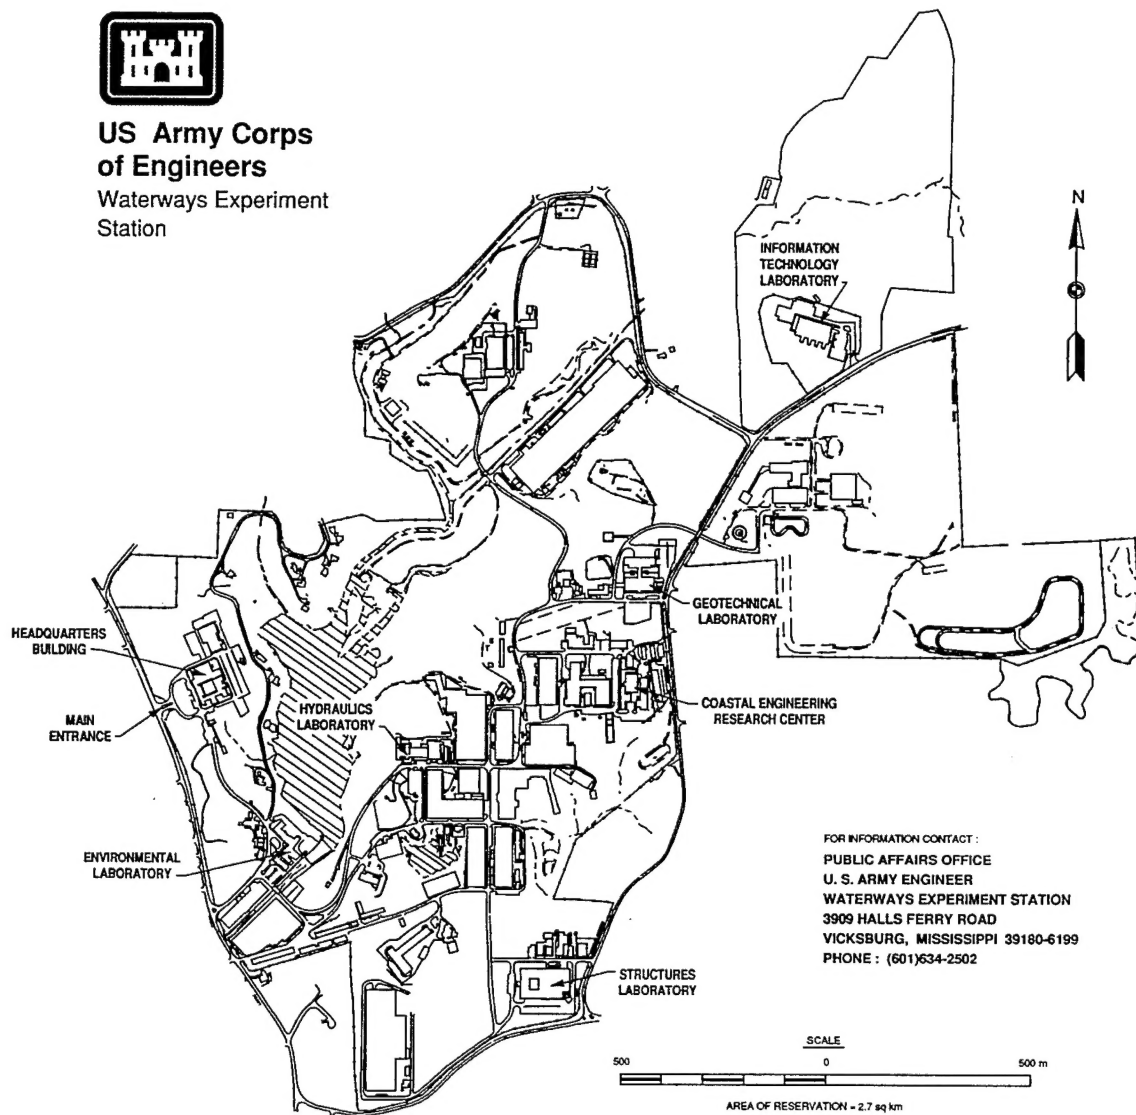 US Army Corps
of Engineers
Waterways Experiment
Station
N
INFORMATION
TECHNOLOGY
LABORATORY
GEOTECHNICAL
LABORATORY
HEADQUARTERS
BUILDING
MAIN
ENTRANCE
HYDRAULICS
LABORATORY
COASTAL ENGINEERING
RESEARCH CENTER
ENVIRONMENTAL
LABORATORY
STRUCTURES
LABORATORY
FOR INFORMATION CONTACT :
PUBLIC AFFAIRS OFFICE
U. S. ARMY ENGINEER
WATERWAYS EXPERIMENT STATION
3909 HALLS FERRY ROAD
VICKSBURG, MISSISSIPPI 39180-6199
PHONE : (601)634-2502
SCALE
500 0 500 m
AREA OF RESERVATION = 2.7 sq km